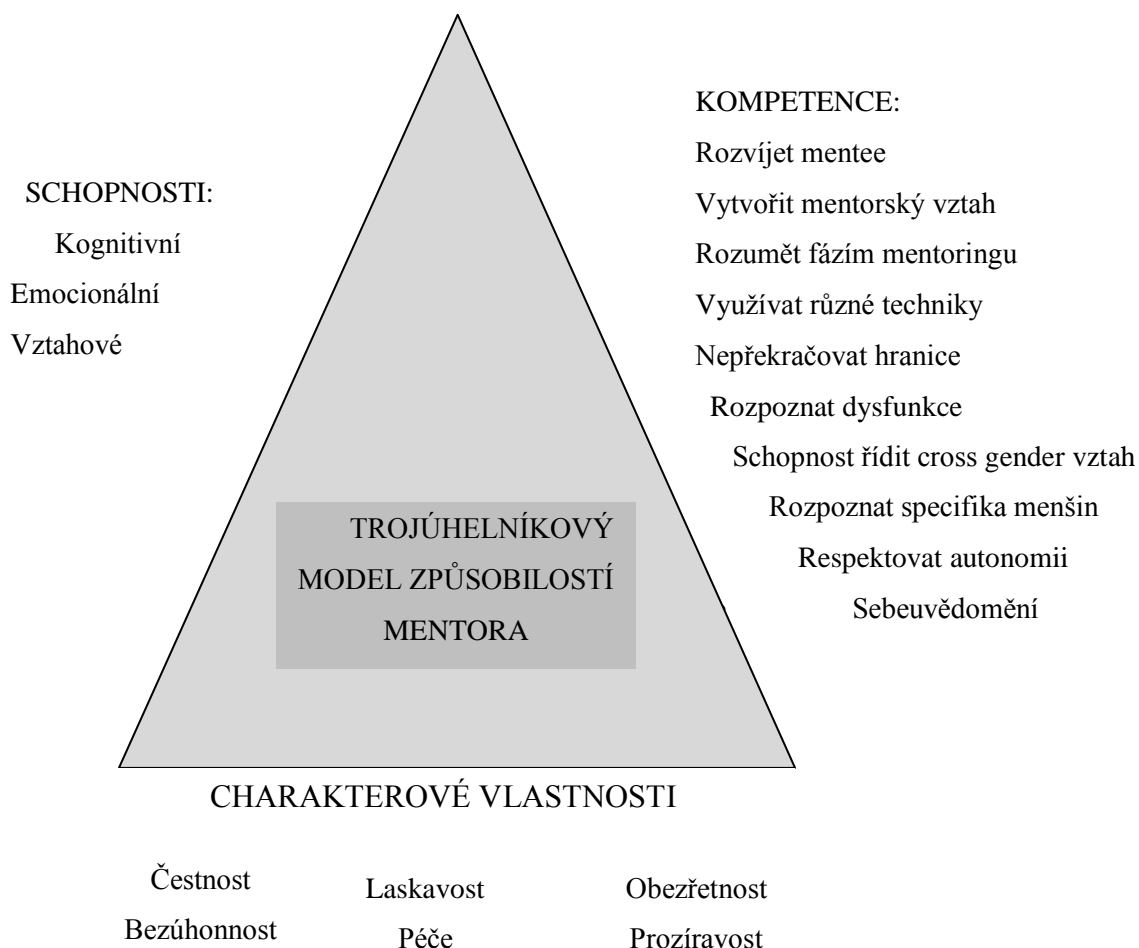 SCHOPNOSTI:
Kognitivní
Emocionální
Vztahové
KOMPETENCE:
Rozvíjet mentee
Vytvořit mentorský vztah
Rozumět fázím mentoringu
Využívat různé techniky
Nepřekračovat hranice
Rozpoznat dysfunkce
Schopnost řídit cross gender vztah
Rozpoznat specifika menšin
Respektovat autonomii
Sebeuvědomění
TROJÚHELNÍKOVÝ
MODEL ZPŮSOBILOSTÍ
MENTORA
CHARAKTEROVÉ VLASTNOSTI
Čestnost
Bezúhonnost
Laskavost
Péče
Obezřetnost
Prozíravost